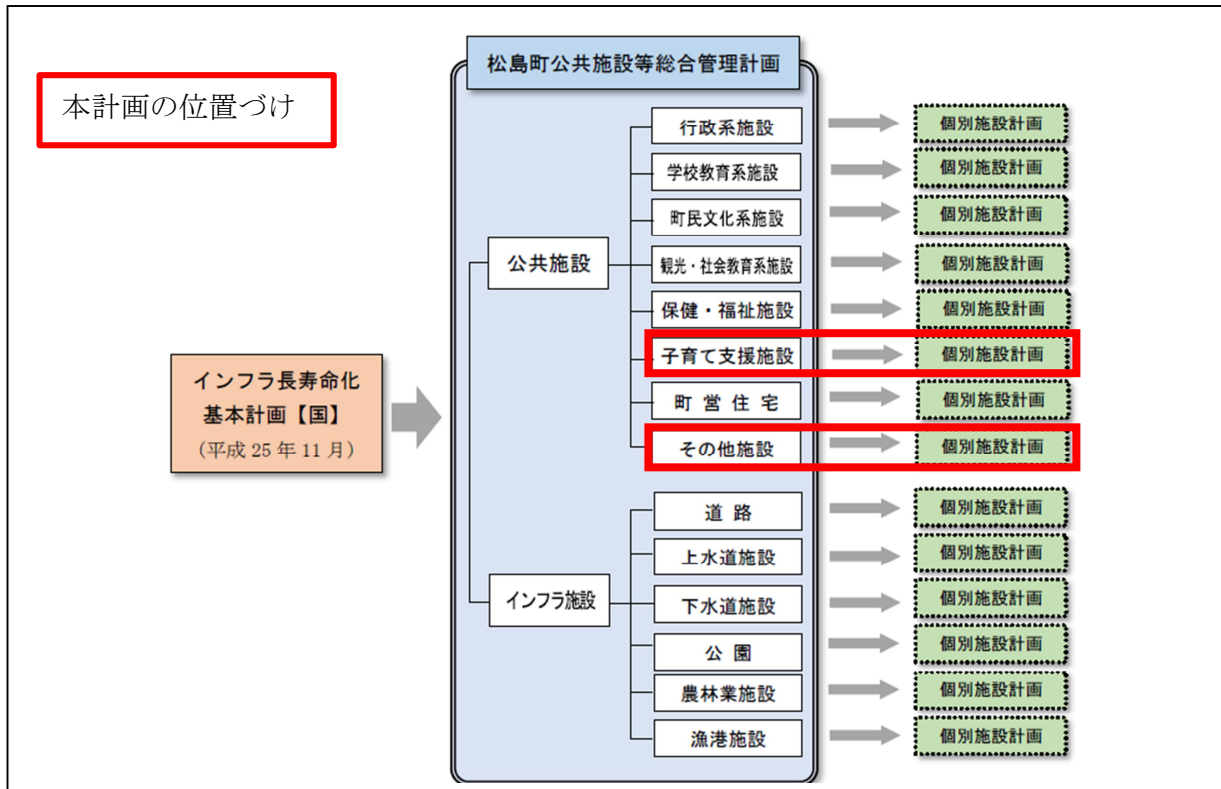 松島町公共施設等総合管理計画
本計画の位置づけ
行政系施設
個別施設計画
学校教育系施設
個別施設計画
町民文化系施設
個別施設計画
公共施設
観光・社会教育系施設
個別施設計画
保健・福祉施設
個別施設計画
子育て支援施設
個別施設計画
インフラ長寿命化
基本計画【国】
(平成 25 年 11 月)
町 営 住 宅
個別施設計画
その他施設
個別施設計画
道 路
個別施設計画
上水道施設
個別施設計画
インフラ施設
下水道施設
個別施設計画
公 園
個別施設計画
農林業施設
個別施設計画
漁港施設
個別施設計画